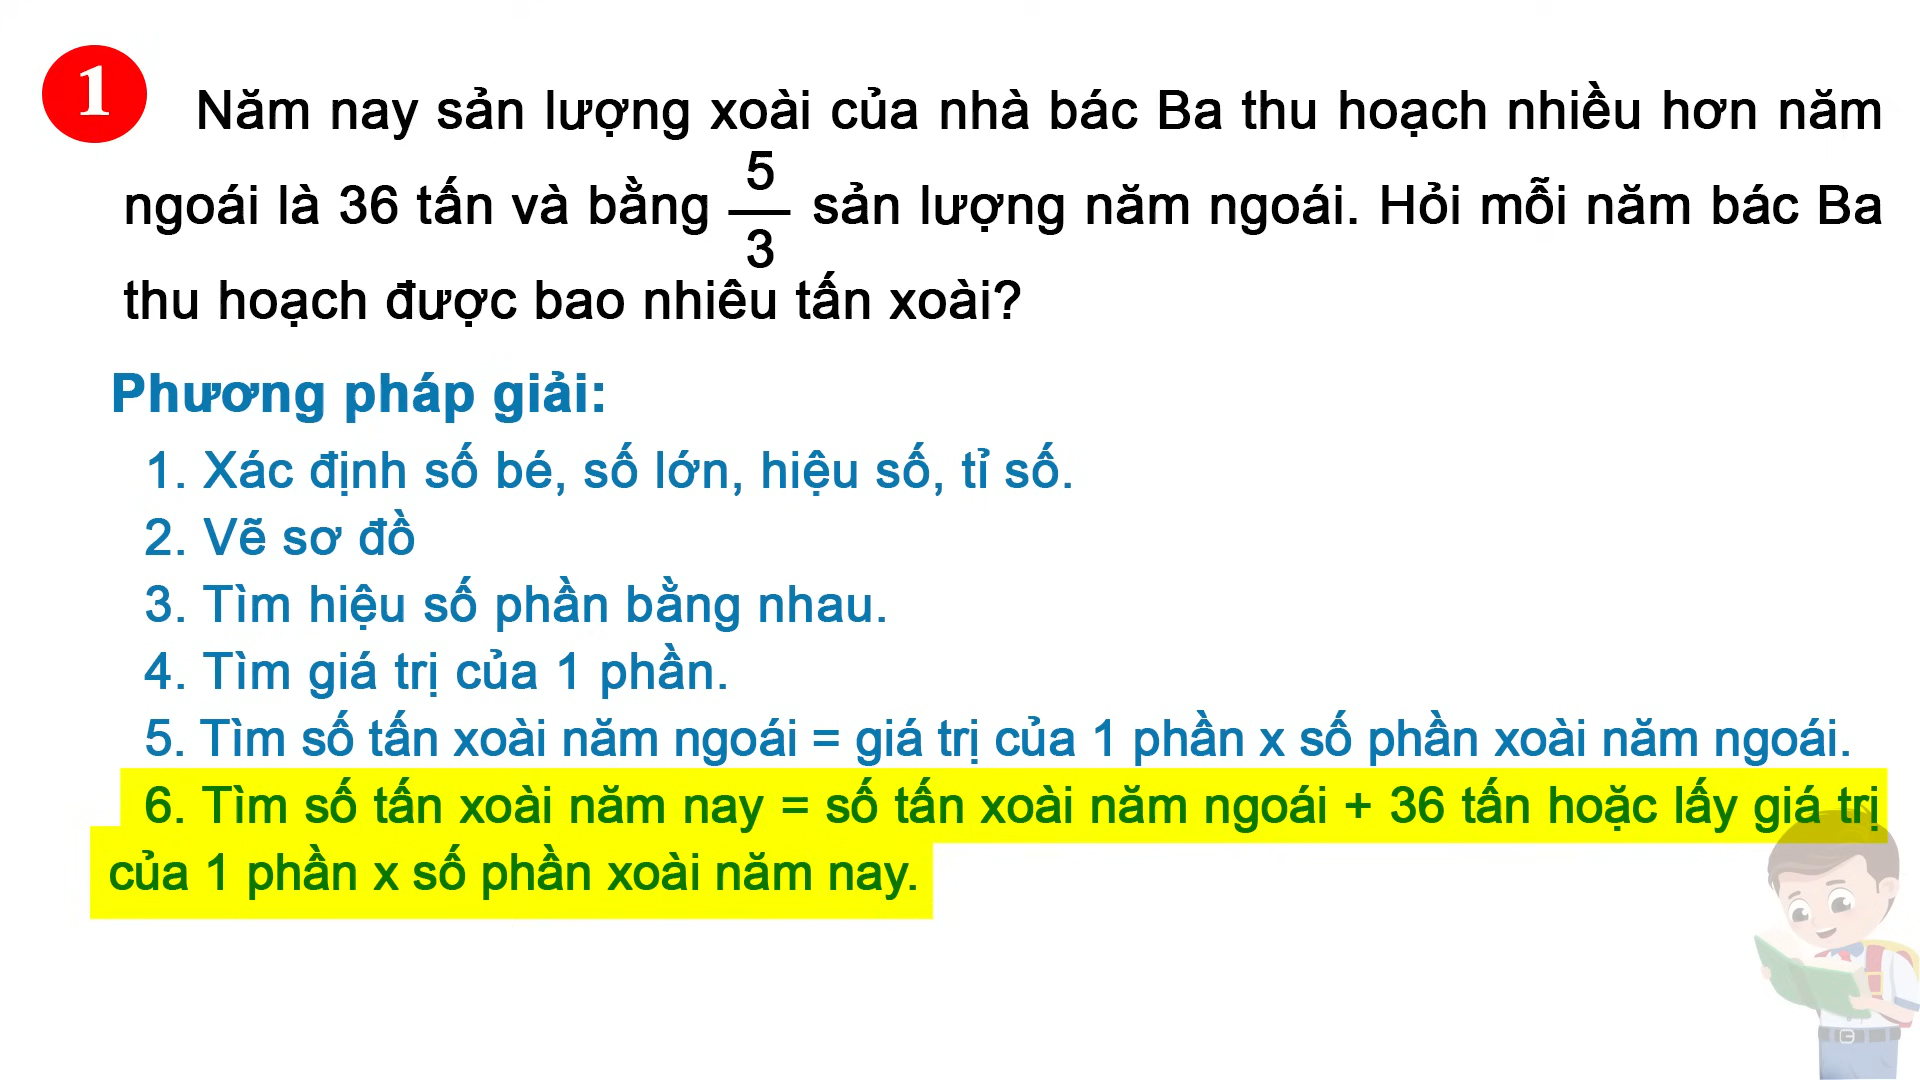 1
Năm nay sản lượng xoài của nhà bác Ba thu hoạch nhiều hơn năm
ngoái là 36 tấn và bằng 5/3 sản lượng năm ngoái. Hỏi mỗi năm bác Ba
thu hoạch được bao nhiêu tấn xoài?
Phương pháp giải:
1. Xác định số bé, số lớn, hiệu số, tỉ số.
2. Vẽ sơ đồ
3. Tìm hiệu số phần bằng nhau.
4. Tìm giá trị của 1 phần.
5. Tìm số tấn xoài năm ngoái = giá trị của 1 phần x số phần xoài năm ngoái.
6. Tìm số tấn xoài năm nay = số tấn xoài năm ngoái + 36 tấn hoặc lấy giá trị
của 1 phần x số phần xoài năm nay.